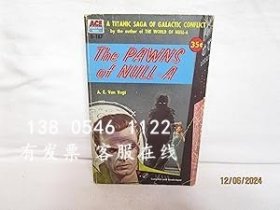 ACE
A TITANIC SAGA OF GALACTIC CONFLICT
by the author of THE WORLD OF NULL-A
35¢
The PAWNS
of NULL A
A. E. Van Vogt
138 0546 1122
有发票 客服在线
12/06/2024